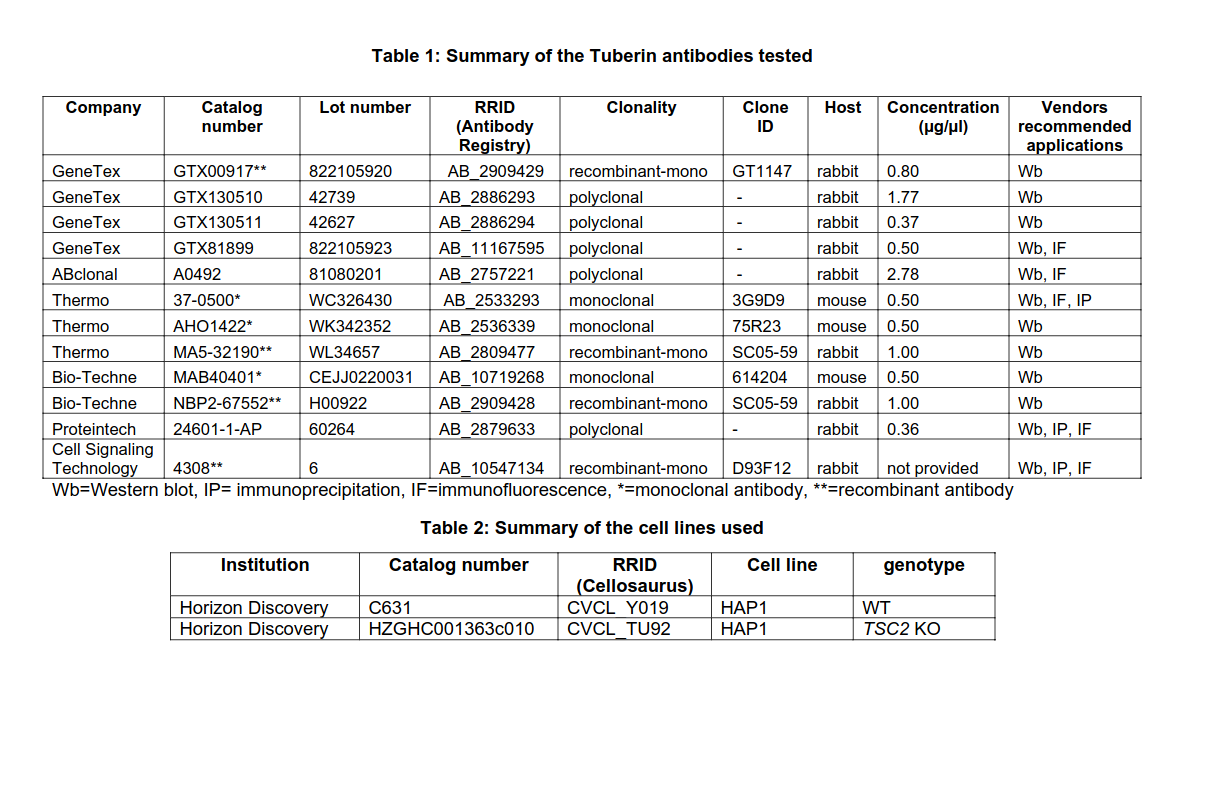 Table 1: Summary of the Tuberin antibodies tested
Company Catalog number Lot number RRID (Antibody Registry) Clonality Clone ID Host Concentration (µg/µl) Vendors recommended applications
GeneTex GTX00917** 822105920 AB_2909429 recombinant-mono GT1147 rabbit 0.80 Wb
GeneTex GTX130510 42739 AB_2886293 polyclonal - rabbit 1.77 Wb
GeneTex GTX130511 42627 AB_2886294 polyclonal - rabbit 0.37 Wb
GeneTex GTX81899 822105923 AB_11167595 polyclonal - rabbit 0.50 Wb, IF
ABclonal A0492 81080201 AB_2757221 polyclonal - rabbit 2.78 Wb, IF
Thermo 37-0500* WC326430 AB_2533293 monoclonal 3G9D9 mouse 0.50 Wb, IF, IP
Thermo AHO1422* WK342352 AB_2536339 monoclonal 75R23 mouse 0.50 Wb
Thermo MA5-32190** WL34657 AB_2809477 recombinant-mono SC05-59 rabbit 1.00 Wb
Bio-Techne MAB40401* CEJJ0220031 AB_10719268 monoclonal 614204 mouse 0.50 Wb
Bio-Techne NBP2-67552** H00922 AB_2909428 recombinant-mono SC05-59 rabbit 1.00 Wb
Proteintech 24601-1-AP 60264 AB_2879633 polyclonal - rabbit 0.36 Wb, IP, IF
Cell Signaling Technology 4308** 6 AB_10547134 recombinant-mono D93F12 rabbit not provided Wb, IP, IF
Wb=Western blot, IP= immunoprecipitation, IF=immunofluorescence, *=monoclonal antibody, **=recombinant antibody
Table 2: Summary of the cell lines used
Institution Catalog number RRID (Cellosaurus) Cell line genotype
Horizon Discovery C631 CVCL_Y019 HAP1 WT
Horizon Discovery HZGHC001363c010 CVCL_TU92 HAP1 TSC2 KO